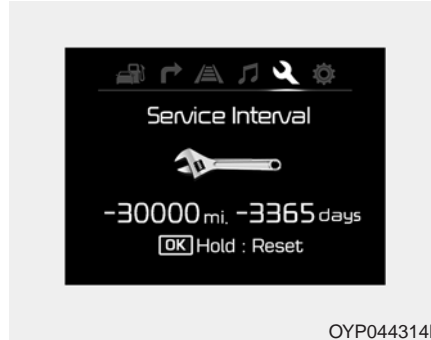 Service Interval
-30000 mi. -3365 days
OK Hold : Reset
OYP044314